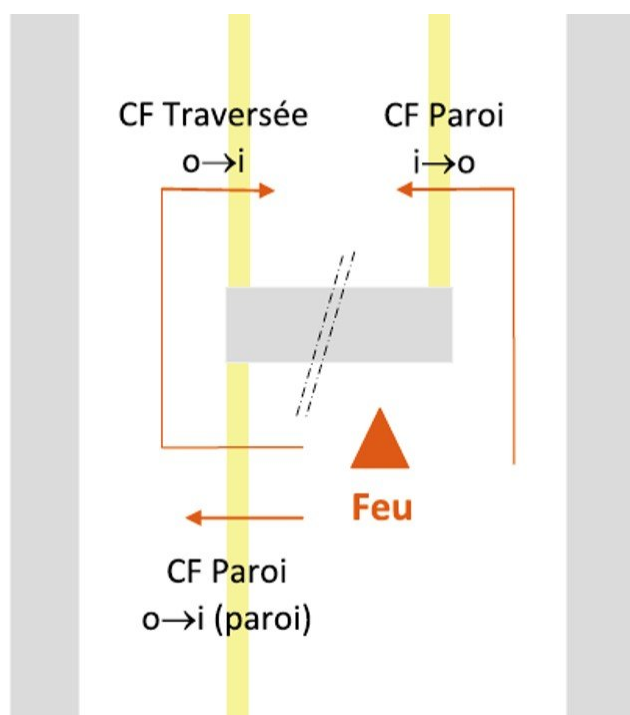 CF Traversée
o→i
CF Paroi
i→o
Feu
CF Paroi
o→i (paroi)